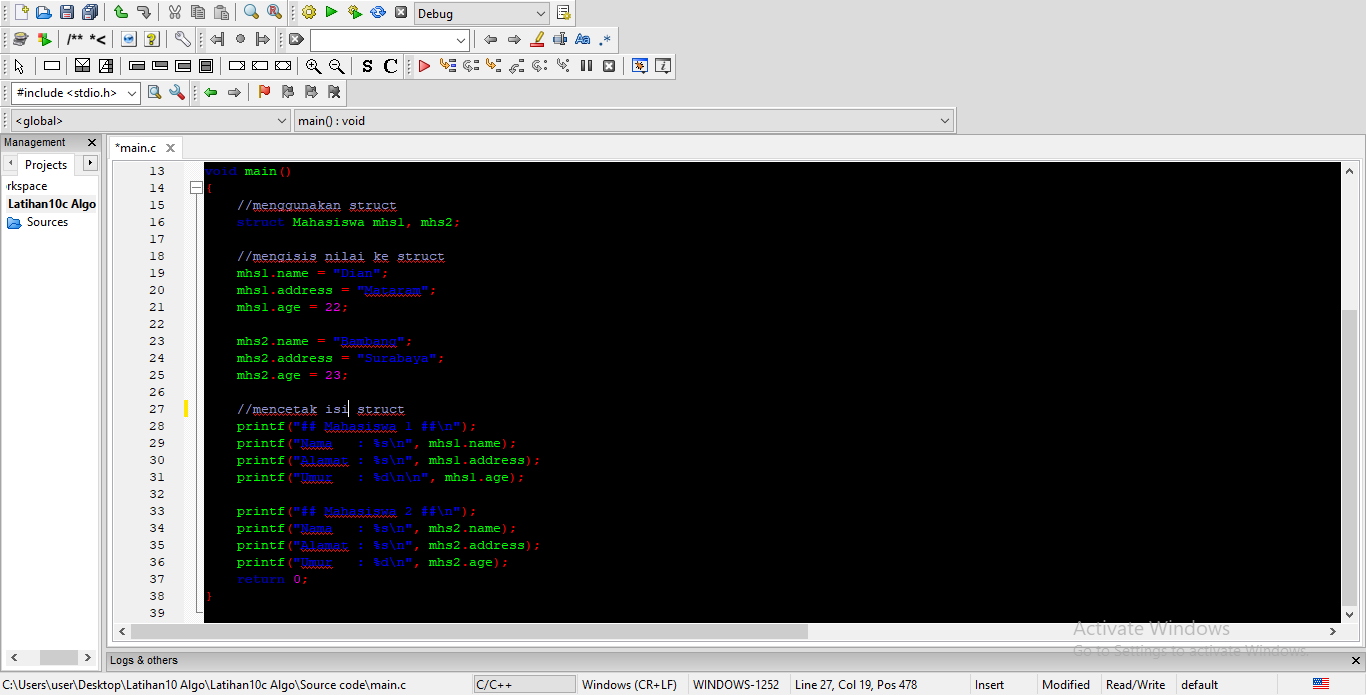 Debug
/** *<
Aa .*
S C
#include <stdio.h>
<global>
main() : void
Management
*main.c
Projects
rkspace
Latihan10c Algo
Sources
13 void main()
14 {
15 //menggunakan struct
16 struct Mahasiswa mhs1, mhs2;
17
18 //mengisis nilai ke struct
19 mhs1.name = "Dian";
20 mhs1.address = "Mataram";
21 mhs1.age = 22;
22
23 mhs2.name = "Bambang";
24 mhs2.address = "Surabaya";
25 mhs2.age = 23;
26
27 //mencetak isi struct
28 printf("## Mahasiswa 1 ##\n");
29 printf("Nama   : %s\n", mhs1.name);
30 printf("Alamat : %s\n", mhs1.address);
31 printf("Umur   : %d\n\n", mhs1.age);
32
33 printf("## Mahasiswa 2 ##\n");
34 printf("Nama   : %s\n", mhs2.name);
35 printf("Alamat : %s\n", mhs2.address);
36 printf("Umur   : %d\n", mhs2.age);
37 return 0;
38 }
39
Activate Windows
Go to Settings to activate Windows.
Logs & others
C:\Users\user\Desktop\Latihan10 Algo\Latihan10c Algo\Source code\main.c
C/C++
Windows (CR+LF)
WINDOWS-1252
Line 27, Col 19, Pos 478
Insert
Modified
Read/Write
default